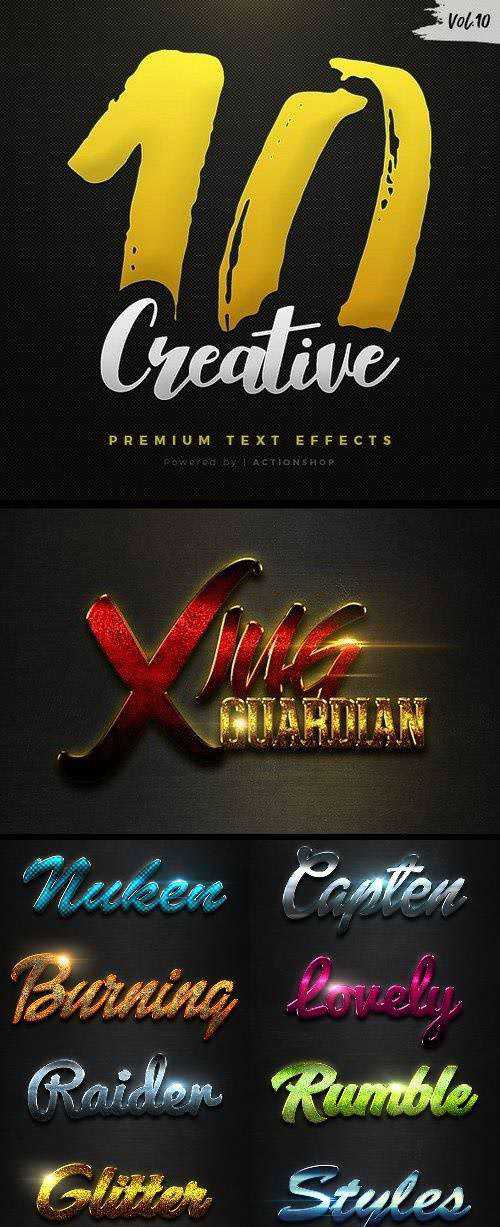 Vol.10
10
Creative
PREMIUM TEXT EFFECTS
Powered by | ACTIONSHOP
Xing
GUARDIAN
Nuken
Capten
Burning
Lovely
Raider
Rumble
Glitter
Styles